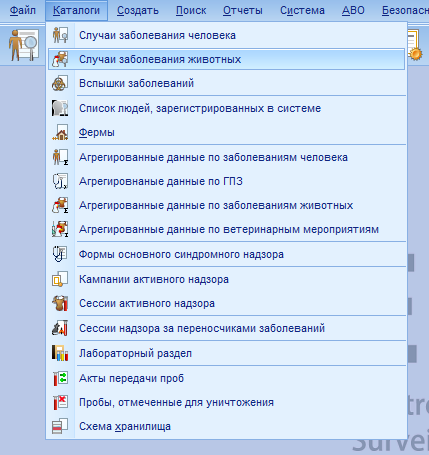 Файл Каталоги Создать Поиск Отчеты Система АВО Безопасн
Случаи заболевания человека
Случаи заболевания животных
Вспышки заболеваний
Список людей, зарегистрированных в системе
Фермы
Агрегированные данные по заболеваниям человека
Агрегированные данные по ГПЗ
Агрегированные данные по заболеваниям животных
Агрегированные данные по ветеринарным мероприятиям
Формы основного синдромного надзора
Кампании активного надзора
Сессии активного надзора
Сессии надзора за переносчиками заболеваний
Лабораторный раздел
Акты передачи проб
Пробы, отмеченные для уничтожения
Схема хранилища
tro
Survei